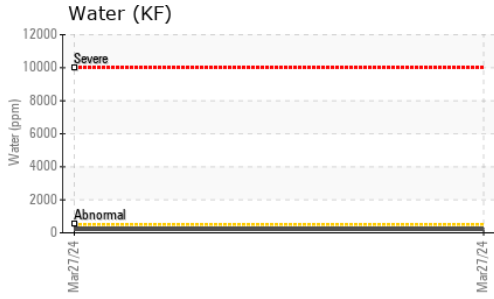 Water (KF)
12000
Severe
10000
8000
Water (ppm)
6000
4000
2000
Abnormal
0
Mar27/24
Mar27/24